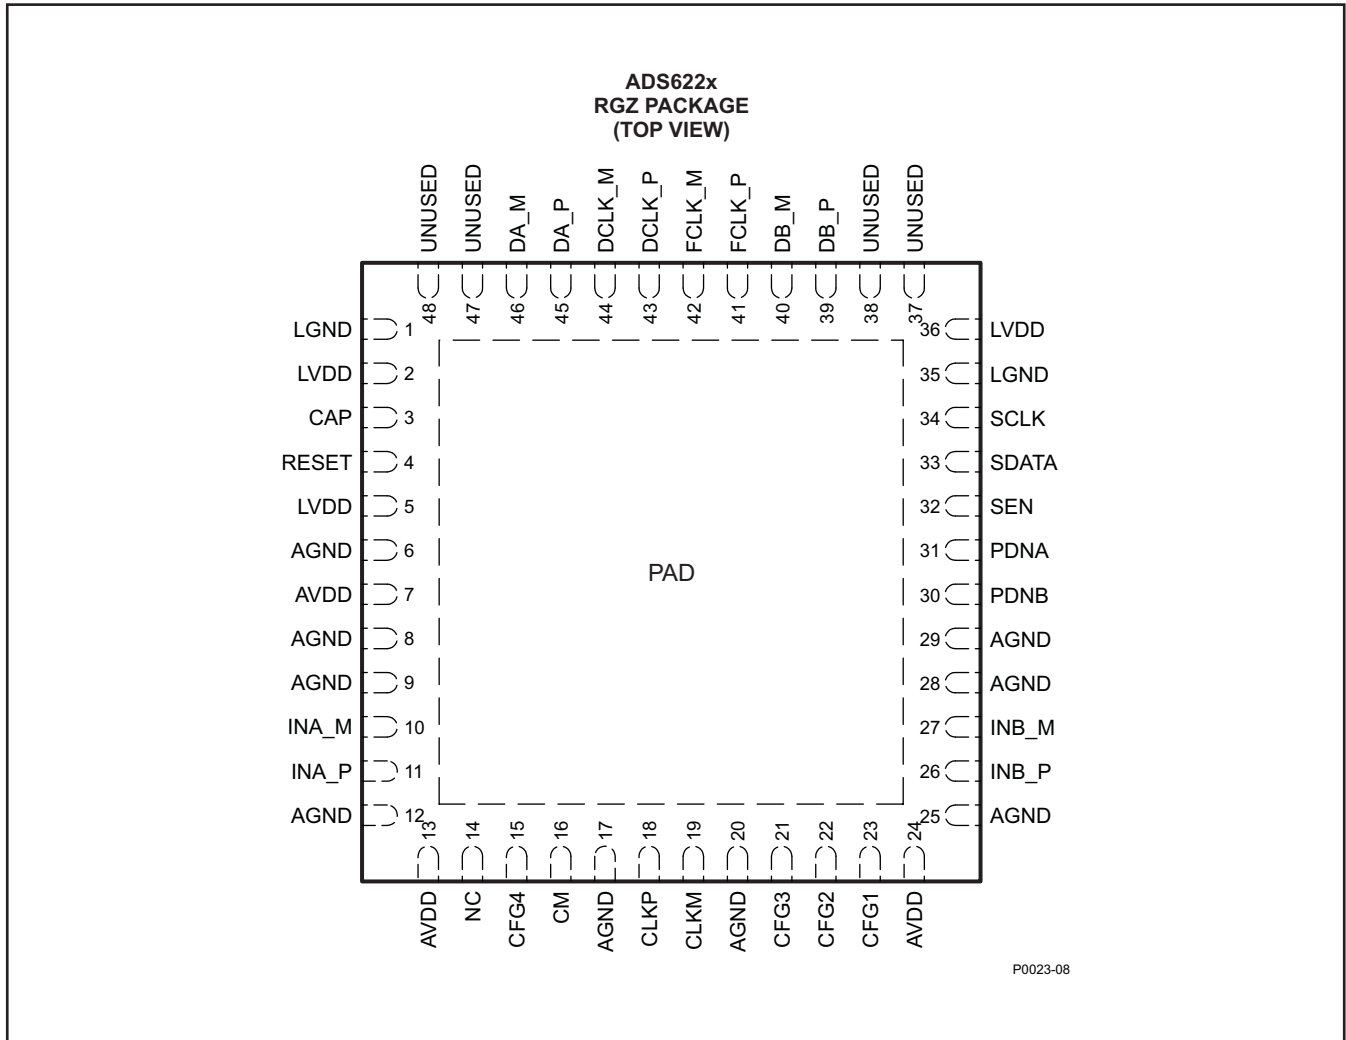 ADS622x
RGZ PACKAGE
(TOP VIEW)
UNUSED
UNUSED
DA_M
DA_P
DCLK_M
DCLK_P
FCLK_M
FCLK_P
DB_M
DB_P
UNUSED
UNUSED
48
47
46
45
44
43
42
41
40
39
38
37
LGND 1
LVDD 2
CAP 3
RESET 4
LVDD 5
AGND 6
AVDD 7
AGND 8
AGND 9
INA_M 10
INA_P 11
AGND 12
PAD
36 LVDD
35 LGND
34 SCLK
33 SDATA
32 SEN
31 PDNA
30 PDNB
29 AGND
28 AGND
27 INB_M
26 INB_P
25 AGND
13
14
15
16
17
18
19
20
21
22
23
24
AVDD
NC
CFG4
CM
AGND
CLKP
CLKM
AGND
CFG3
CFG2
CFG1
AVDD
P0023-08